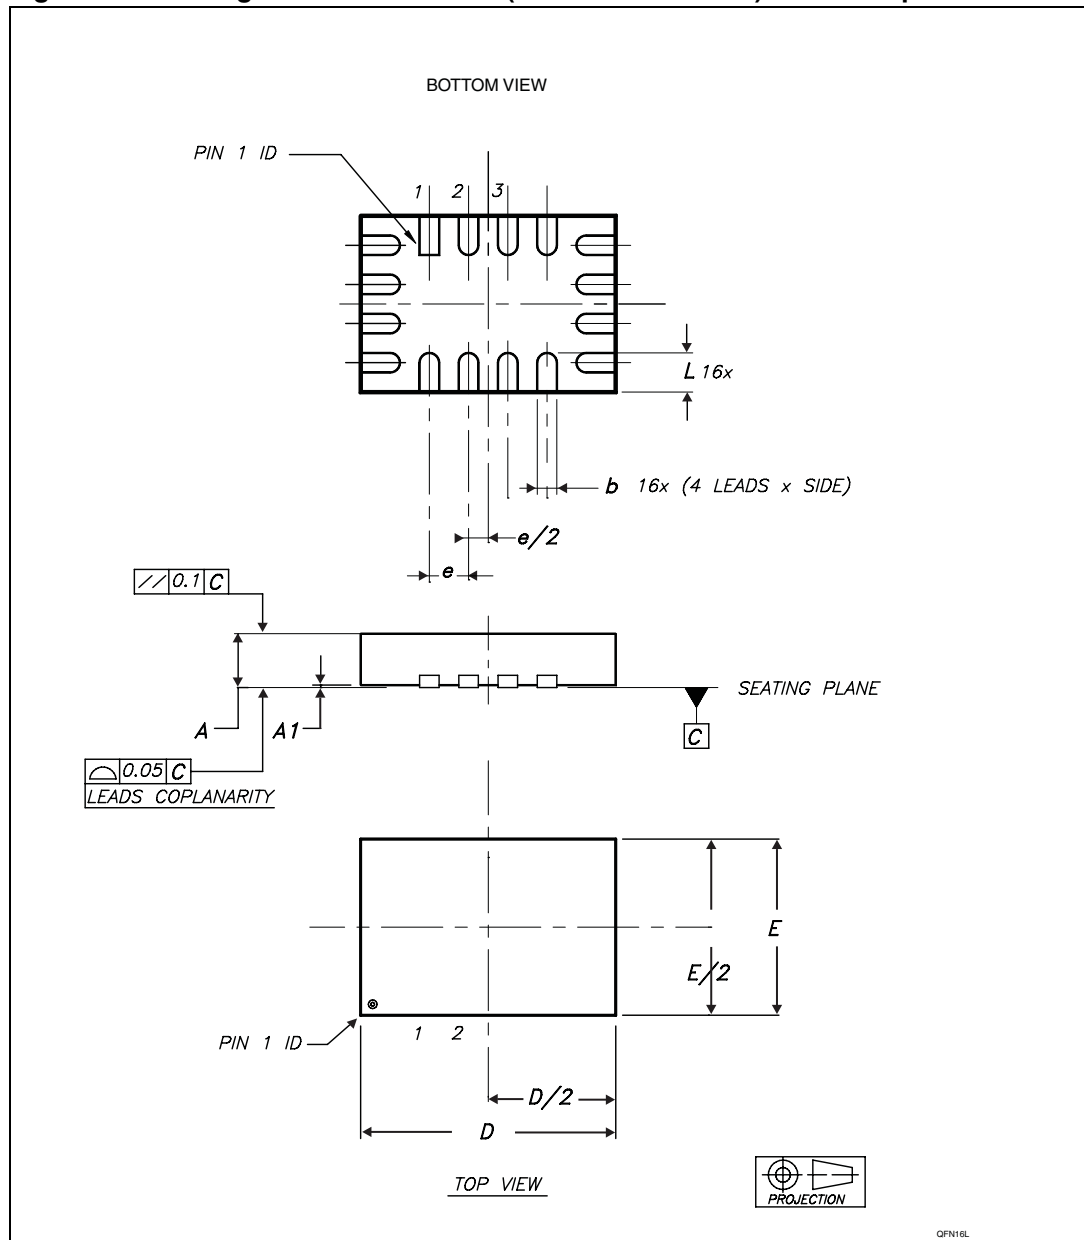 BOTTOM VIEW
PIN 1 ID
1 2 3
L 16x
b 16x (4 LEADS x SIDE)
e/2
e
// 0.1 C
SEATING PLANE
A A1
C
0.05 C
LEADS COPLANARITY
E
E/2
PIN 1 ID
1 2
D/2
D
TOP VIEW
PROJECTION
QFN16L